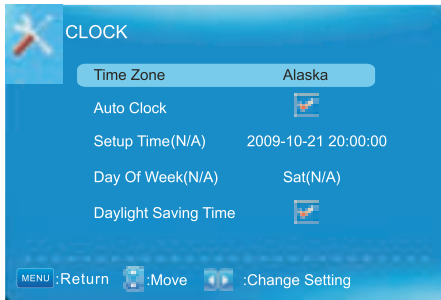 CLOCK
Time Zone Alaska
Auto Clock
Setup Time(N/A) 2009-10-21 20:00:00
Day Of Week(N/A) Sat(N/A)
Daylight Saving Time
MENU :Return :Move :Change Setting